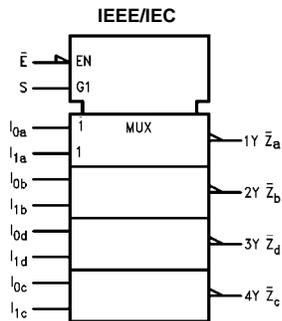 IEEE/IEC
Ē EN
S G1
I0a 1̅ MUX 1Y Z̅a
I1a 1
I0b 2Y Z̅b
I1b
I0d 3Y Z̅d
I1d
I0c 4Y Z̅c
I1c